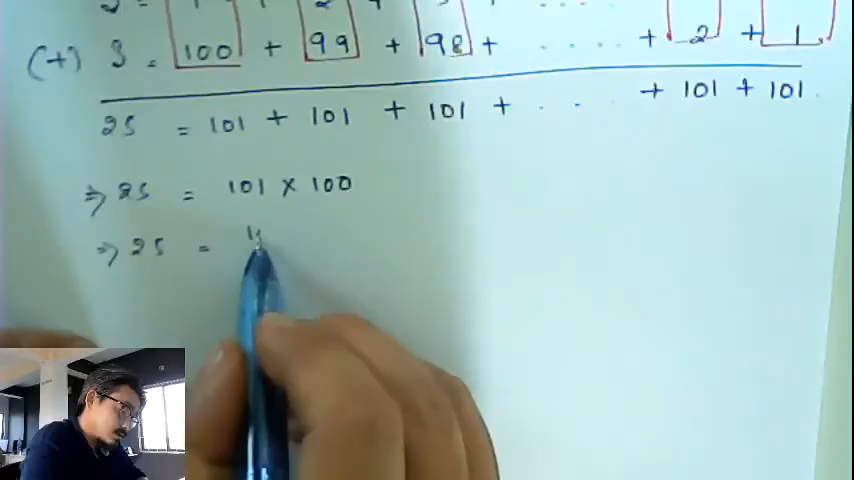 (+) S = 100 + 99 + 98 + . . . . . + 2 + 1
2S = 101 + 101 + 101 + . . . + 101 + 101
⇒ 2S = 101 × 100
⇒ 2S =